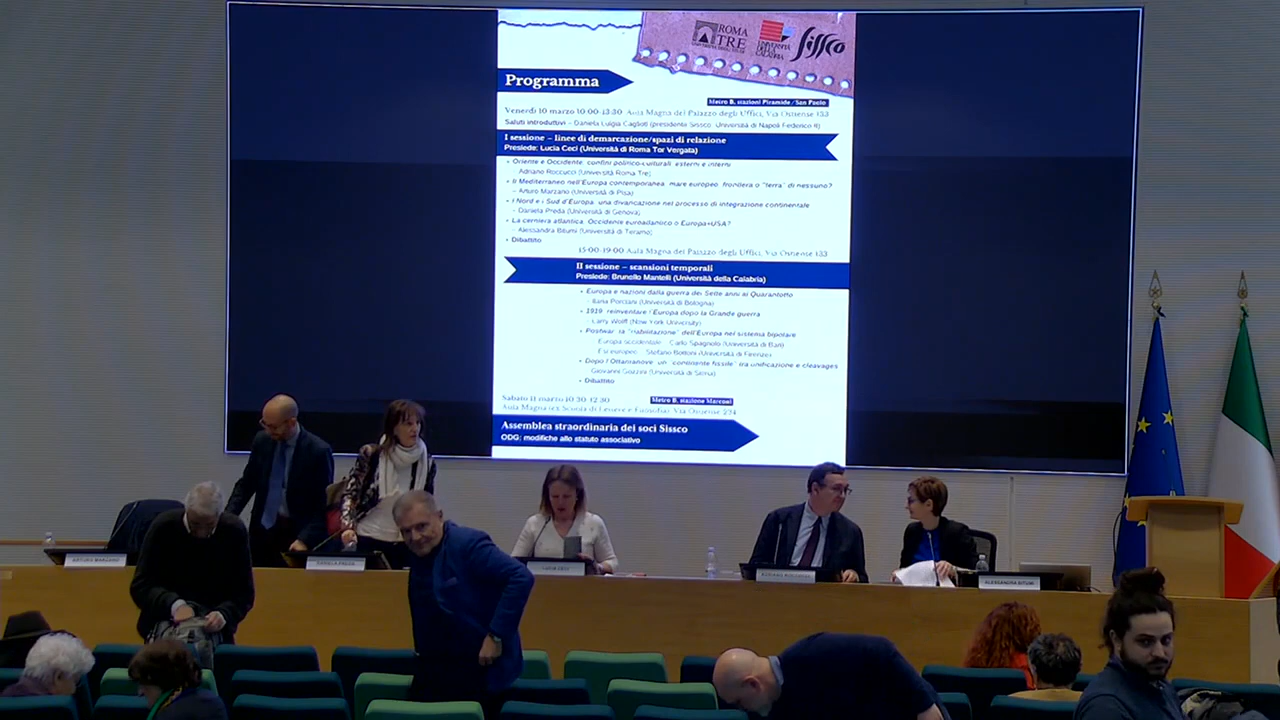 ROMA
TRE
UNIVERSITÀ DEGLI STUDI
UNIVERSITÀ
DELLA
CALABRIA
Sissco
Programma
Metro B, stazioni Piramide/San Paolo
Venerdì 10 marzo 10:00-13:30 Aula Magna del Palazzo degli Uffici, Via Ostiense 133
Saluti introduttivi – Daniela Luigia Caglioti (presidente Sissco, Università di Napoli Federico II)
I sessione – linee di demarcazione/spazi di relazione
Presiede: Lucia Ceci (Università di Roma Tor Vergata)
• Oriente e Occidente: confini politico-culturali, esterni e interni
– Adriano Roccucci (Università Roma Tre)
• Il Mediterraneo nell'Europa contemporanea: mare europeo, frontiera o "terra" di nessuno?
– Arturo Marzano (Università di Pisa)
• I Nord e i Sud d'Europa: una divaricazione nel processo di integrazione continentale
– Daniela Preda (Università di Genova)
• La cerniera atlantica: Occidente euroatlantico o Europa+USA?
– Alessandra Bitumi (Università di Teramo)
• Dibattito
15:00-19:00 Aula Magna del Palazzo degli Uffici, Via Ostiense 133
II sessione – scansioni temporali
Presiede: Brunello Mantelli (Università della Calabria)
• Europa e nazioni dalla guerra dei Sette anni al Quarantotto
– Ilaria Porciani (Università di Bologna)
• 1919: reinventare l'Europa dopo la Grande guerra
– Larry Wolff (New York University)
• Postwar: la "riabilitazione" dell'Europa nel sistema bipolare
Europa occidentale – Carlo Spagnolo (Università di Bari)
Est europeo – Stefano Bottoni (Università di Firenze)
• Dopo l'Ottantanove: un "continente fissile" tra unificazione e cleavages
Giovanni Gozzini (Università di Siena)
• Dibattito
Sabato 11 marzo 10:30-12:30
Metro B, stazione Marconi
Aula Magna ex Scuola di Lettere e Filosofia, Via Ostiense 234
Assemblea straordinaria dei soci Sissco
ODG: modifiche allo statuto associativo
ARTURO MARZANO
DANIELA PREDA
LUCIA CECI
ADRIANO ROCCUCCI
ALESSANDRA BITUMI